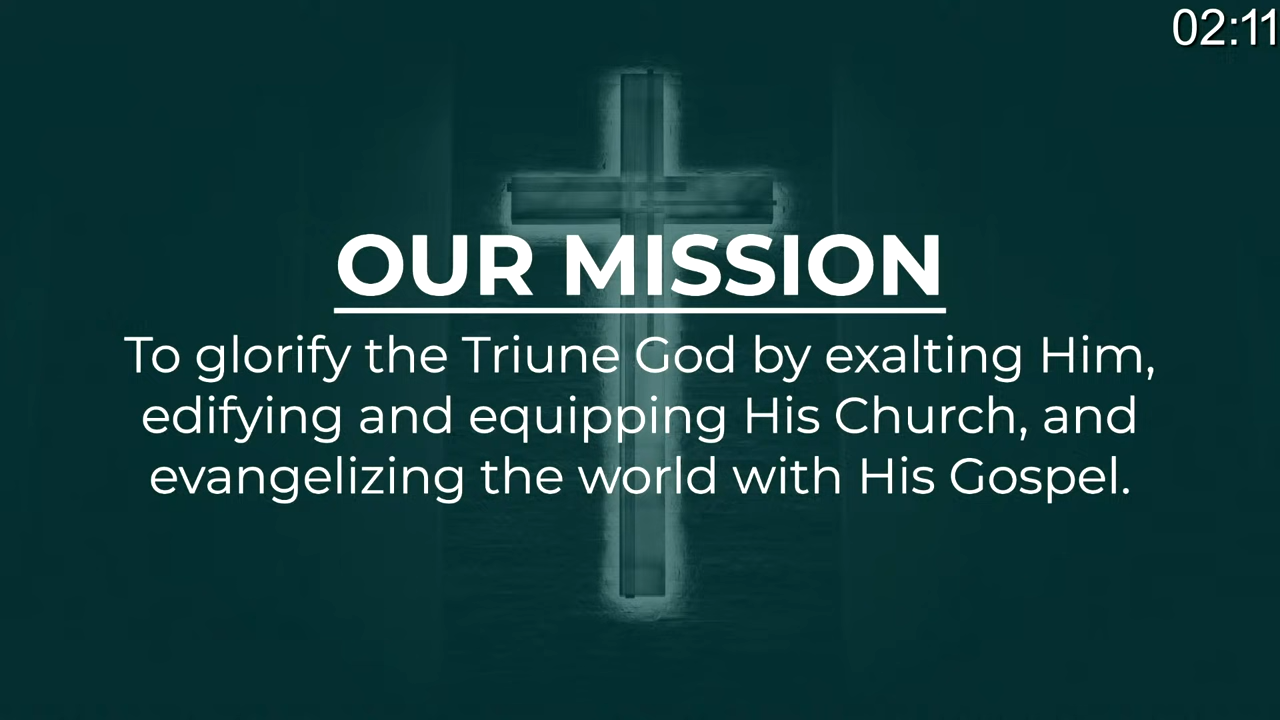 02:11
OUR MISSION
To glorify the Triune God by exalting Him,
edifying and equipping His Church, and
evangelizing the world with His Gospel.